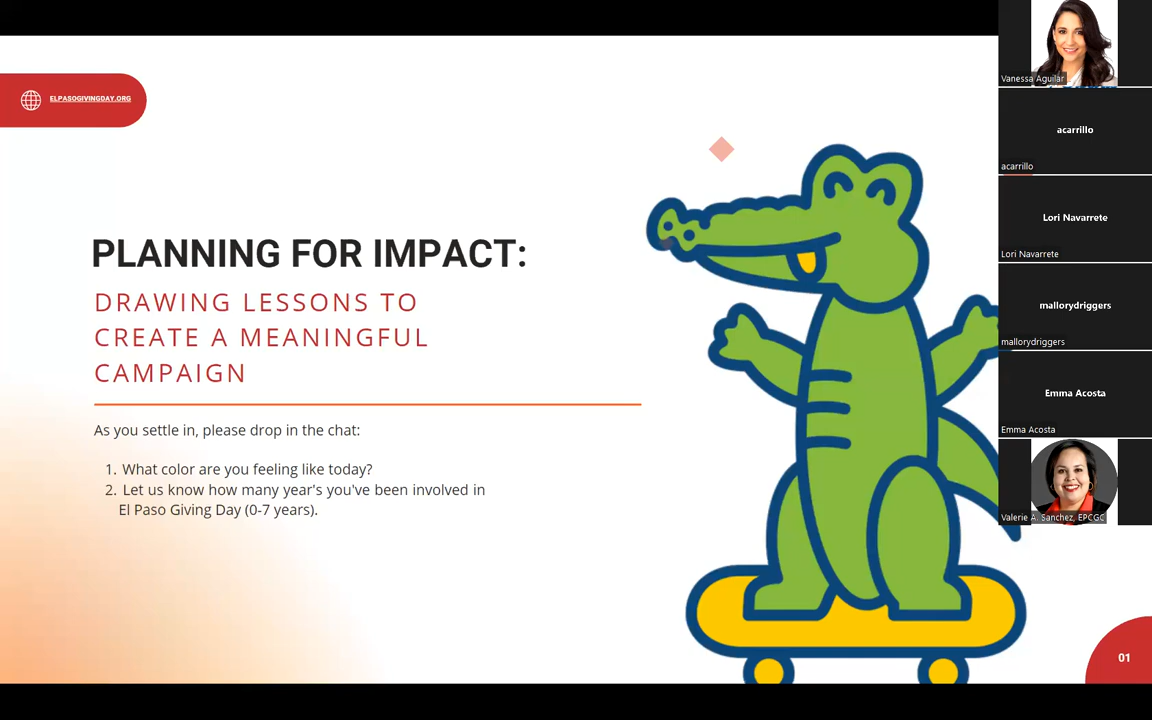 ELPASOGIVINGDAY.ORG
PLANNING FOR IMPACT:
DRAWING LESSONS TO
CREATE A MEANINGFUL
CAMPAIGN
As you settle in, please drop in the chat:
1. What color are you feeling like today?
2. Let us know how many year's you've been involved in
El Paso Giving Day (0-7 years).
01
Vanessa Aguilar
acarrillo
acarrillo
Lori Navarrete
Lori Navarrete
mallorydriggers
mallorydriggers
Emma Acosta
Emma Acosta
Valerie A. Sanchez, EPCGC